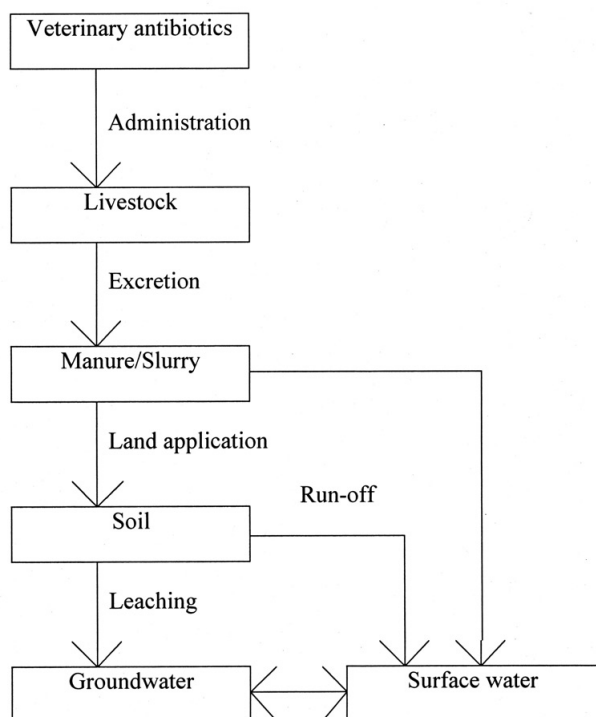 Veterinary antibiotics
Administration
Livestock
Excretion
Manure/Slurry
Land application
Run-off
Soil
Leaching
Groundwater
Surface water